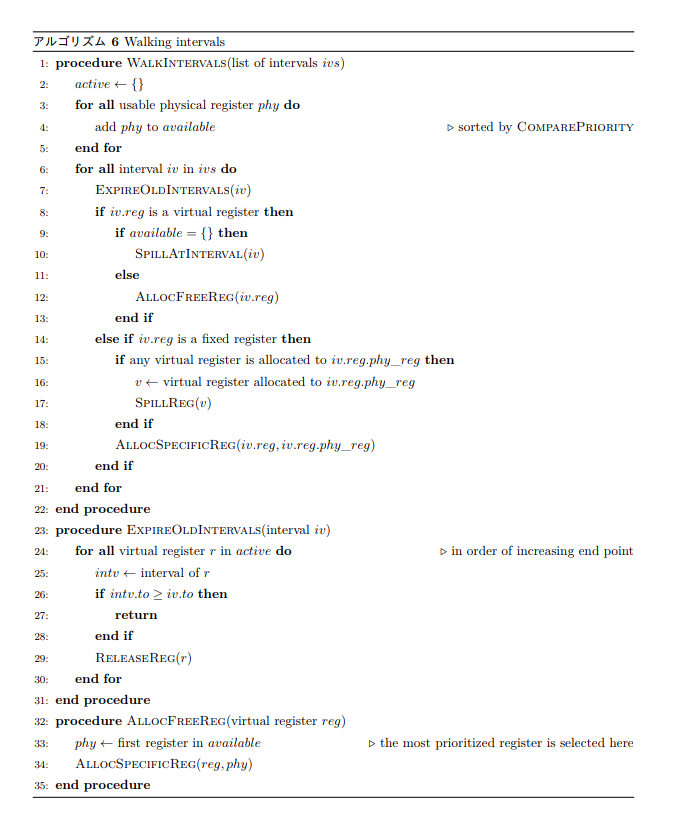 アルゴリズム 6 Walking intervals
1: procedure WALKINTERVALS(list of intervals ivs)
2: active ← {}
3: for all usable physical register phy do
4: add phy to available ▷ sorted by COMPAREPRIORITY
5: end for
6: for all interval iv in ivs do
7: EXPIREOLDINTERVALS(iv)
8: if iv.reg is a virtual register then
9: if available = {} then
10: SPILLATINTERVAL(iv)
11: else
12: ALLOCFREEREG(iv.reg)
13: end if
14: else if iv.reg is a fixed register then
15: if any virtual register is allocated to iv.reg.phy_reg then
16: v ← virtual register allocated to iv.reg.phy_reg
17: SPILLREG(v)
18: end if
19: ALLOCSPECIFICREG(iv.reg, iv.reg.phy_reg)
20: end if
21: end for
22: end procedure
23: procedure EXPIREOLDINTERVALS(interval iv)
24: for all virtual register r in active do ▷ in order of increasing end point
25: intv ← interval of r
26: if intv.to ≥ iv.to then
27: return
28: end if
29: RELEASEREG(r)
30: end for
31: end procedure
32: procedure ALLOCFREEREG(virtual register reg)
33: phy ← first register in available ▷ the most prioritized register is selected here
34: ALLOCSPECIFICREG(reg, phy)
35: end procedure